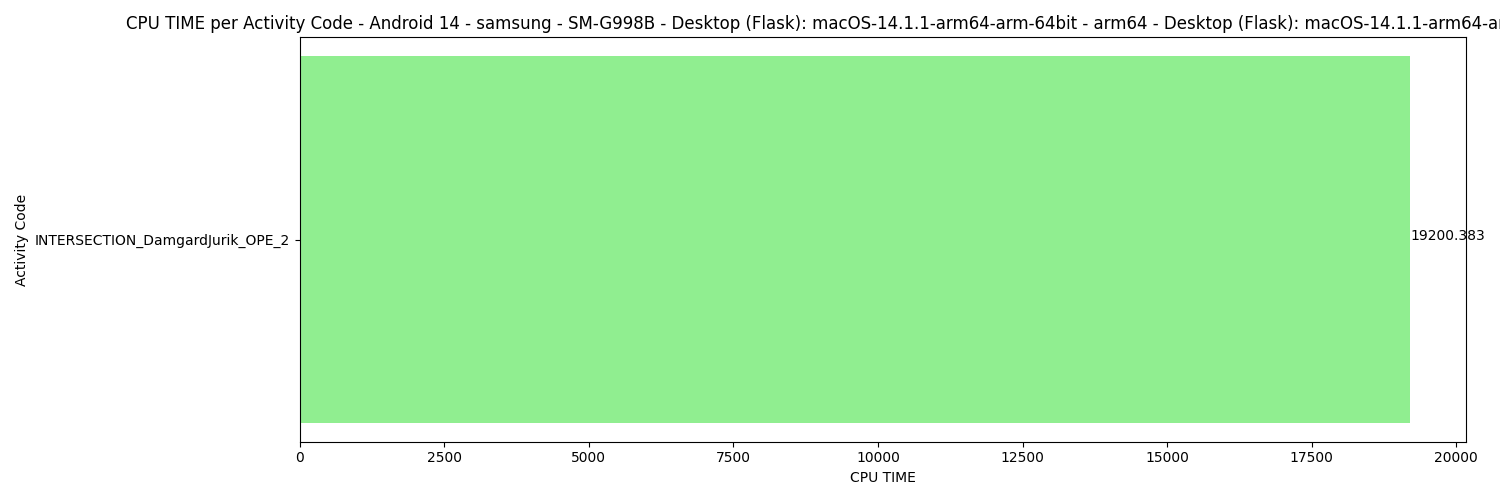 CPU TIME per Activity Code - Android 14 - samsung - SM-G998B - Desktop (Flask): macOS-14.1.1-arm64-arm-64bit - arm64 - Desktop (Flask): macOS-14.1.1-arm64-a
Activity Code
INTERSECTION_DamgardJurik_OPE_2
19200.383
0 2500 5000 7500 10000 12500 15000 17500 20000
CPU TIME